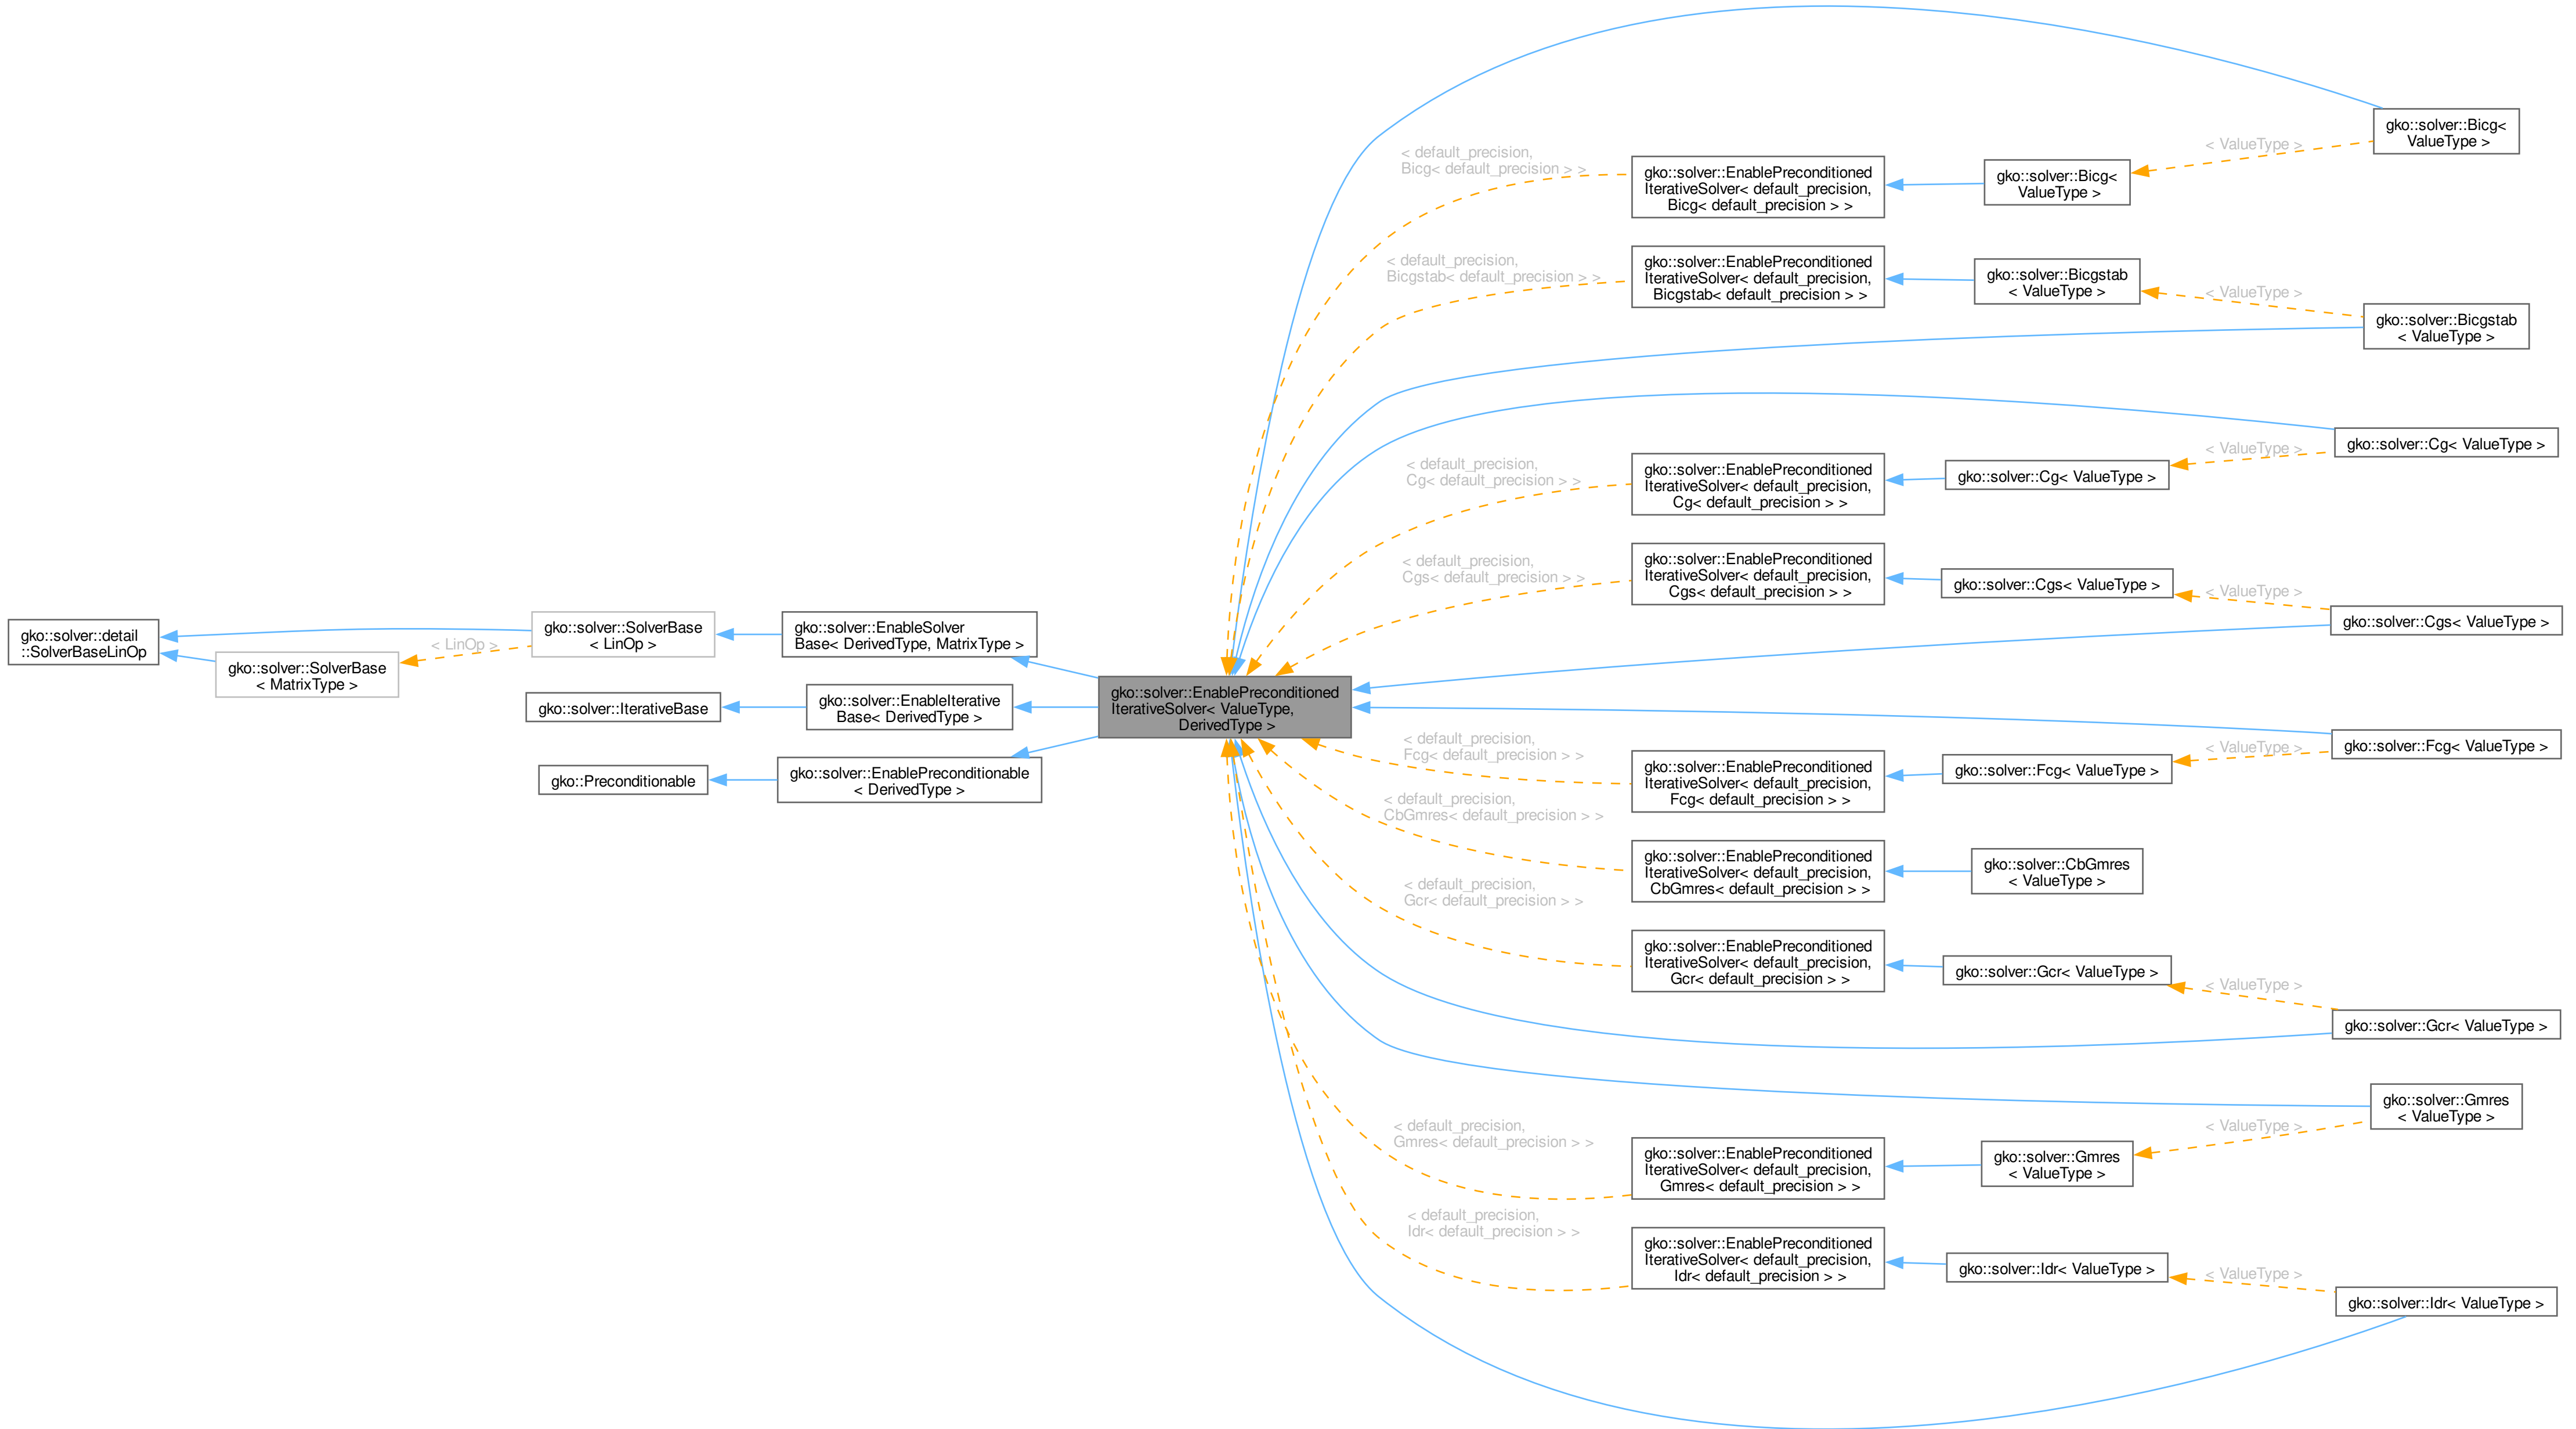 gko::solver::detail
::SolverBaseLinOp
gko::solver::SolverBase
< MatrixType >
< LinOp >
gko::solver::SolverBase
< LinOp >
gko::solver::IterativeBase
gko::Preconditionable
gko::solver::EnableSolver
Base< DerivedType, MatrixType >
gko::solver::EnableIterative
Base< DerivedType >
gko::solver::EnablePreconditionable
< DerivedType >
gko::solver::EnablePreconditioned
IterativeSolver< ValueType,
DerivedType >
< default_precision,
Bicg< default_precision > >
gko::solver::EnablePreconditioned
IterativeSolver< default_precision,
Bicg< default_precision > >
gko::solver::Bicg<
ValueType >
< ValueType >
gko::solver::Bicg<
ValueType >
< default_precision,
Bicgstab< default_precision > >
gko::solver::EnablePreconditioned
IterativeSolver< default_precision,
Bicgstab< default_precision > >
gko::solver::Bicgstab
< ValueType >
< ValueType >
gko::solver::Bicgstab
< ValueType >
< default_precision,
Cg< default_precision > >
gko::solver::EnablePreconditioned
IterativeSolver< default_precision,
Cg< default_precision > >
gko::solver::Cg< ValueType >
< ValueType >
gko::solver::Cg< ValueType >
< default_precision,
Cgs< default_precision > >
gko::solver::EnablePreconditioned
IterativeSolver< default_precision,
Cgs< default_precision > >
gko::solver::Cgs< ValueType >
< ValueType >
gko::solver::Cgs< ValueType >
< default_precision,
Fcg< default_precision > >
gko::solver::EnablePreconditioned
IterativeSolver< default_precision,
Fcg< default_precision > >
gko::solver::Fcg< ValueType >
< ValueType >
gko::solver::Fcg< ValueType >
< default_precision,
CbGmres< default_precision > >
gko::solver::EnablePreconditioned
IterativeSolver< default_precision,
CbGmres< default_precision > >
gko::solver::CbGmres
< ValueType >
< default_precision,
Gcr< default_precision > >
gko::solver::EnablePreconditioned
IterativeSolver< default_precision,
Gcr< default_precision > >
gko::solver::Gcr< ValueType >
< ValueType >
gko::solver::Gcr< ValueType >
< default_precision,
Gmres< default_precision > >
gko::solver::EnablePreconditioned
IterativeSolver< default_precision,
Gmres< default_precision > >
gko::solver::Gmres
< ValueType >
< ValueType >
gko::solver::Gmres
< ValueType >
< default_precision,
Idr< default_precision > >
gko::solver::EnablePreconditioned
IterativeSolver< default_precision,
Idr< default_precision > >
gko::solver::Idr< ValueType >
< ValueType >
gko::solver::Idr< ValueType >